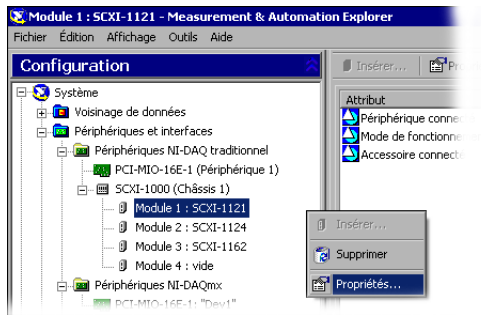 Module 1 : SCXI-1121 - Measurement & Automation Explorer
Fichier Édition Affichage Outils Aide
Configuration
Insérer...
Système
Voisinage de données
Périphériques et interfaces
Périphériques NI-DAQ traditionnel
PCI-MIO-16E-1 (Périphérique 1)
SCXI-1000 (Châssis 1)
Module 1 : SCXI-1121
Module 2 : SCXI-1124
Module 3 : SCXI-1162
Module 4 : vide
Périphériques NI-DAQmx
PCI-MIO-16E-1: "Dev1"
Attribut
Périphérique
Mode de
Accessoire
Insérer...
Supprimer
Propriétés...